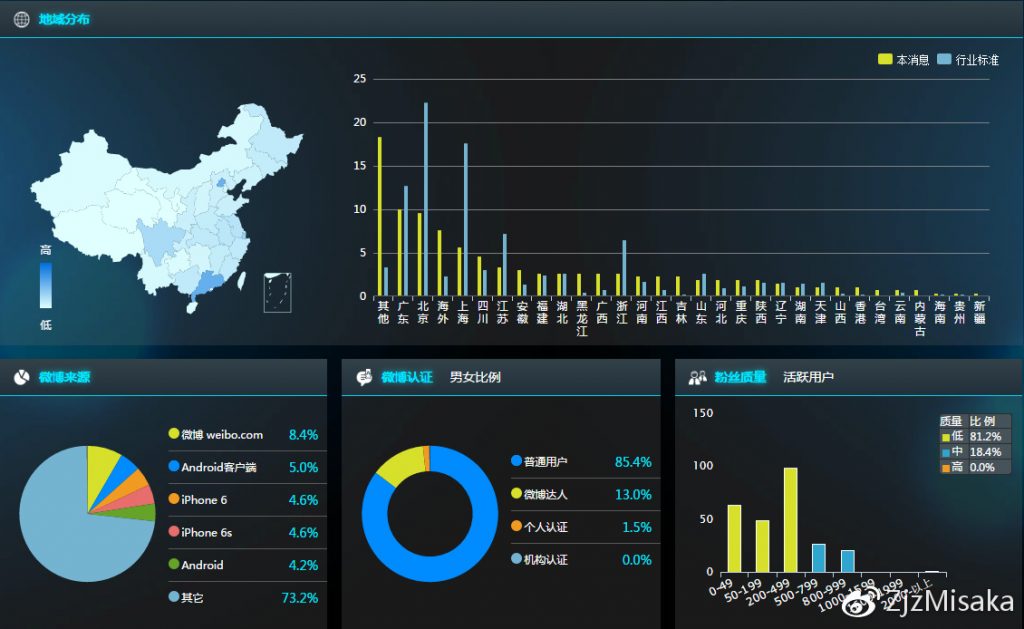 地域分布
本消息 行业标准
25
20
15
10
5
0
高
低
其他 广东 北京 海外 上海 四川 江苏 安徽 福建 湖北 黑龙江 广西 浙江 河南 江西 吉林 山东 河北 重庆 陕西 辽宁 湖南 天津 山西 香港 台湾 云南 内蒙古 海南 贵州 新疆
微博来源
微博 weibo.com 8.4%
Android客户端 5.0%
iPhone 6 4.6%
iPhone 6s 4.6%
Android 4.2%
其它 73.2%
微博认证 男女比例
普通用户 85.4%
微博达人 13.0%
个人认证 1.5%
机构认证 0.0%
粉丝质量 活跃用户
150
100
50
0
质量 比例
低 81.2%
中 18.4%
高 0.0%
0-49 50-199 200-499 500-799 800-999 1000-1599
zjzMisaka